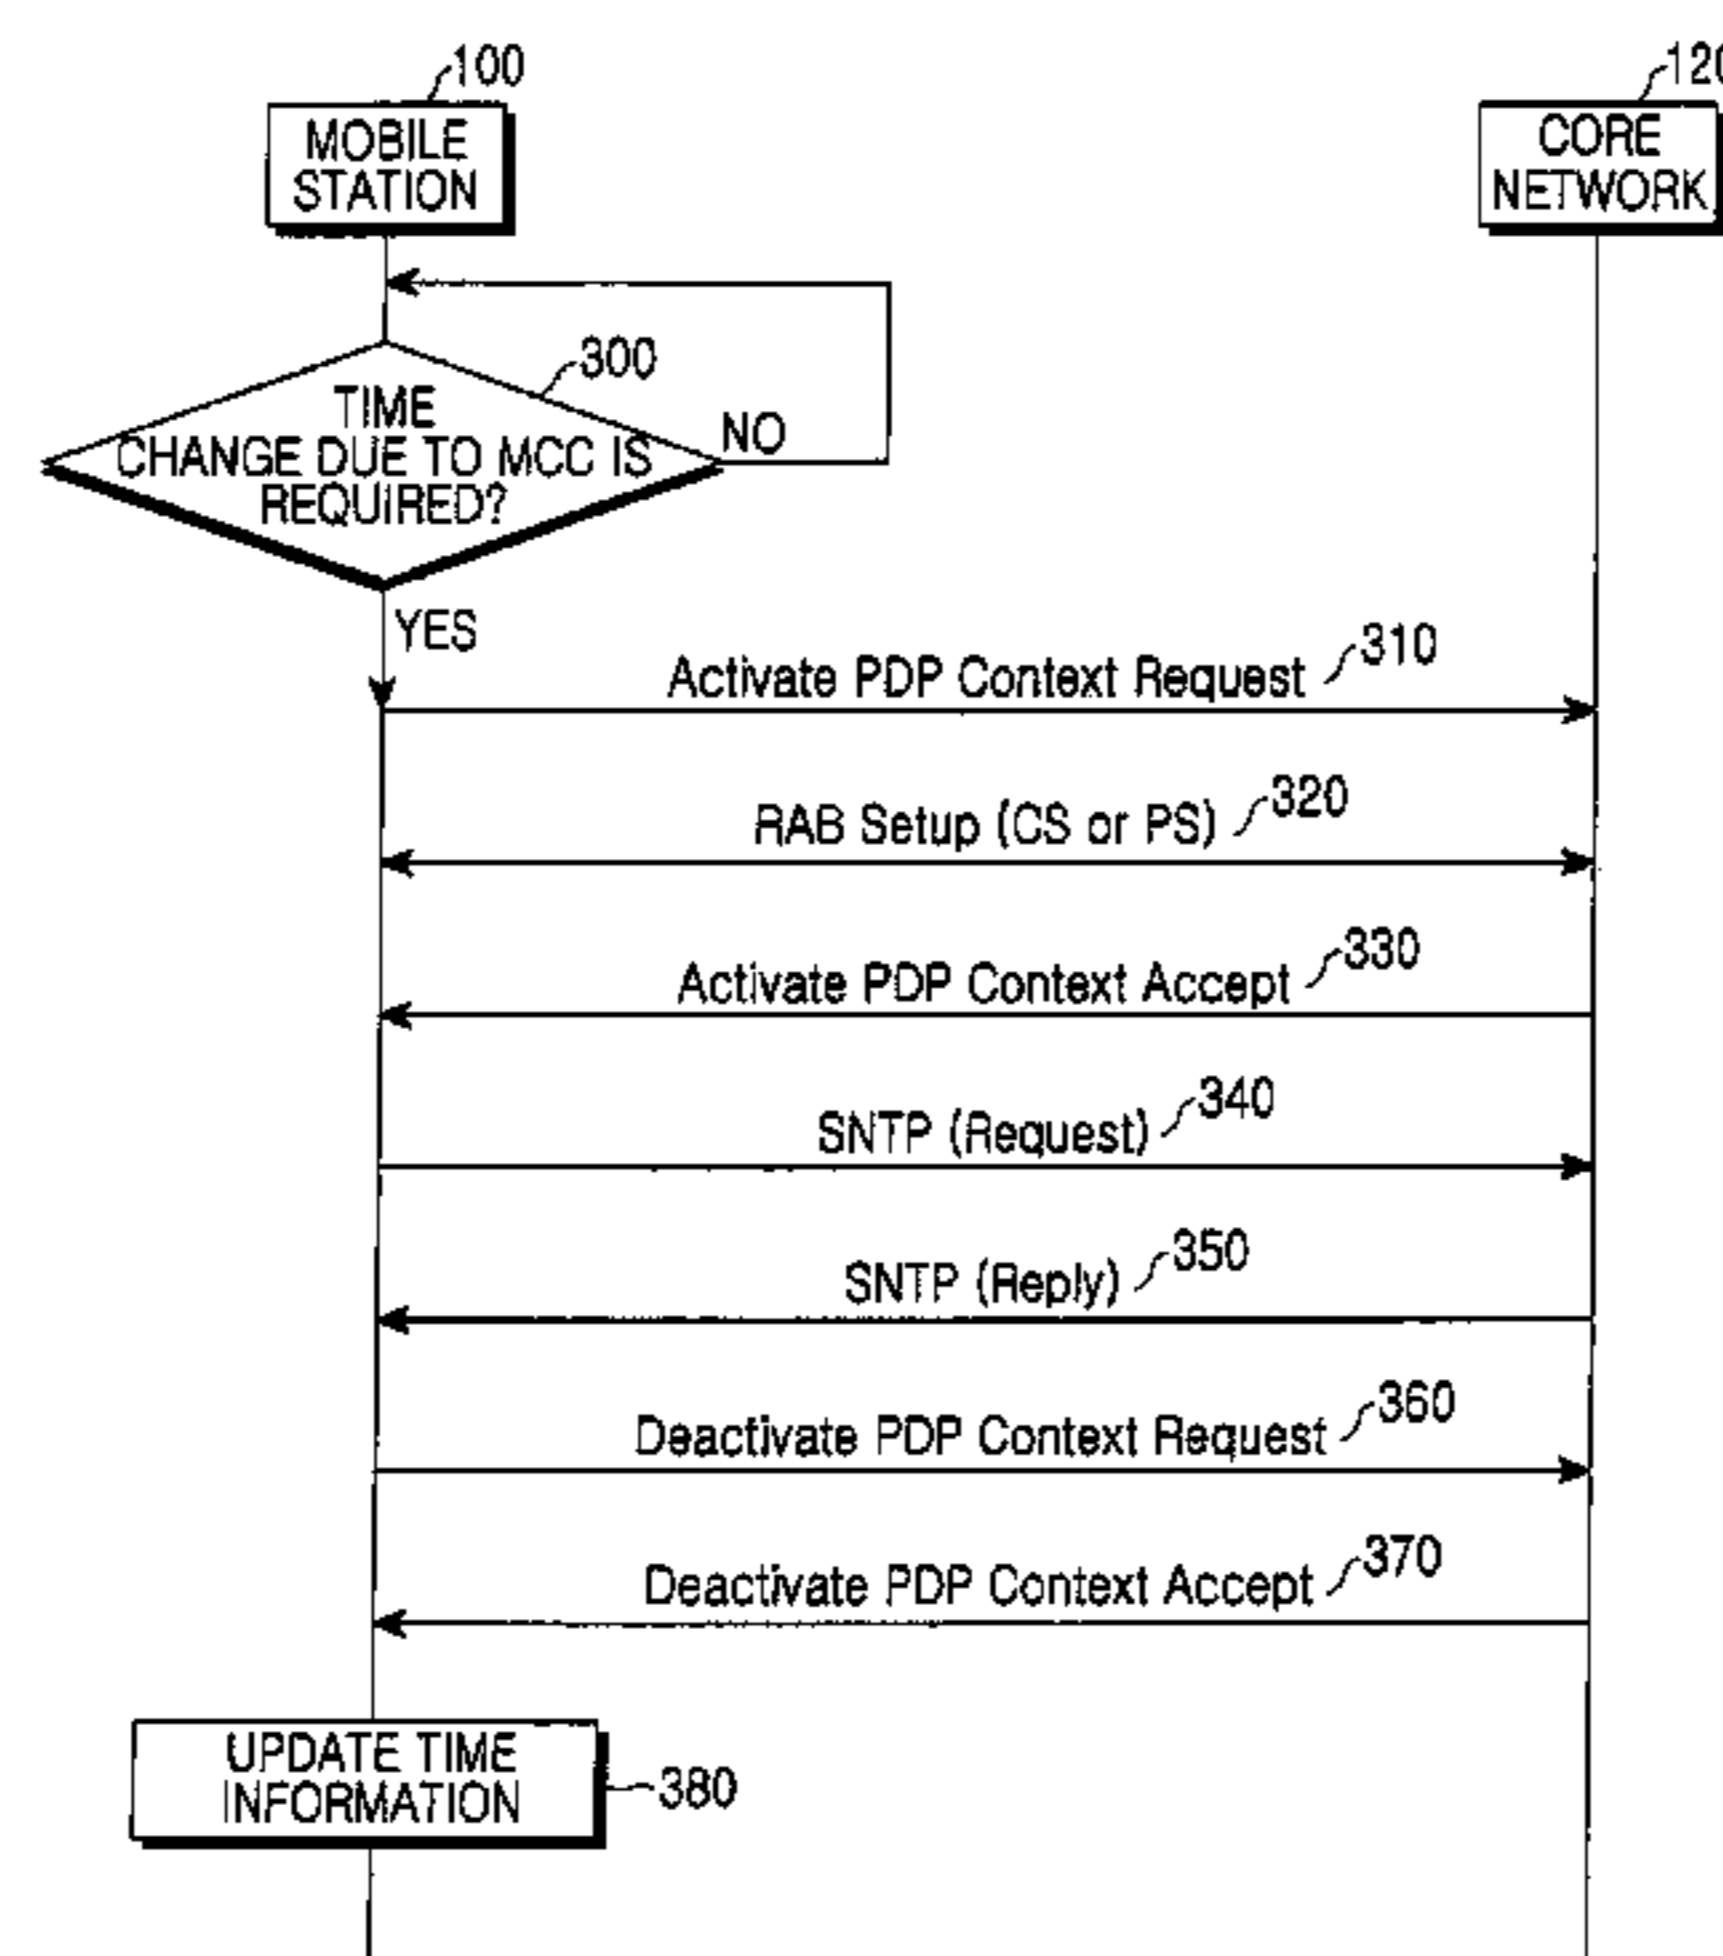 100
MOBILE
STATION
120
CORE
NETWORK
300
TIME
CHANGE DUE TO MCC IS
REQUIRED?
NO
YES
Activate PDP Context Request 310
RAB Setup (CS or PS) 320
Activate PDP Context Accept 330
SNTP (Request) 340
SNTP (Reply) 350
Deactivate PDP Context Request 360
Deactivate PDP Context Accept 370
UPDATE TIME
INFORMATION
380